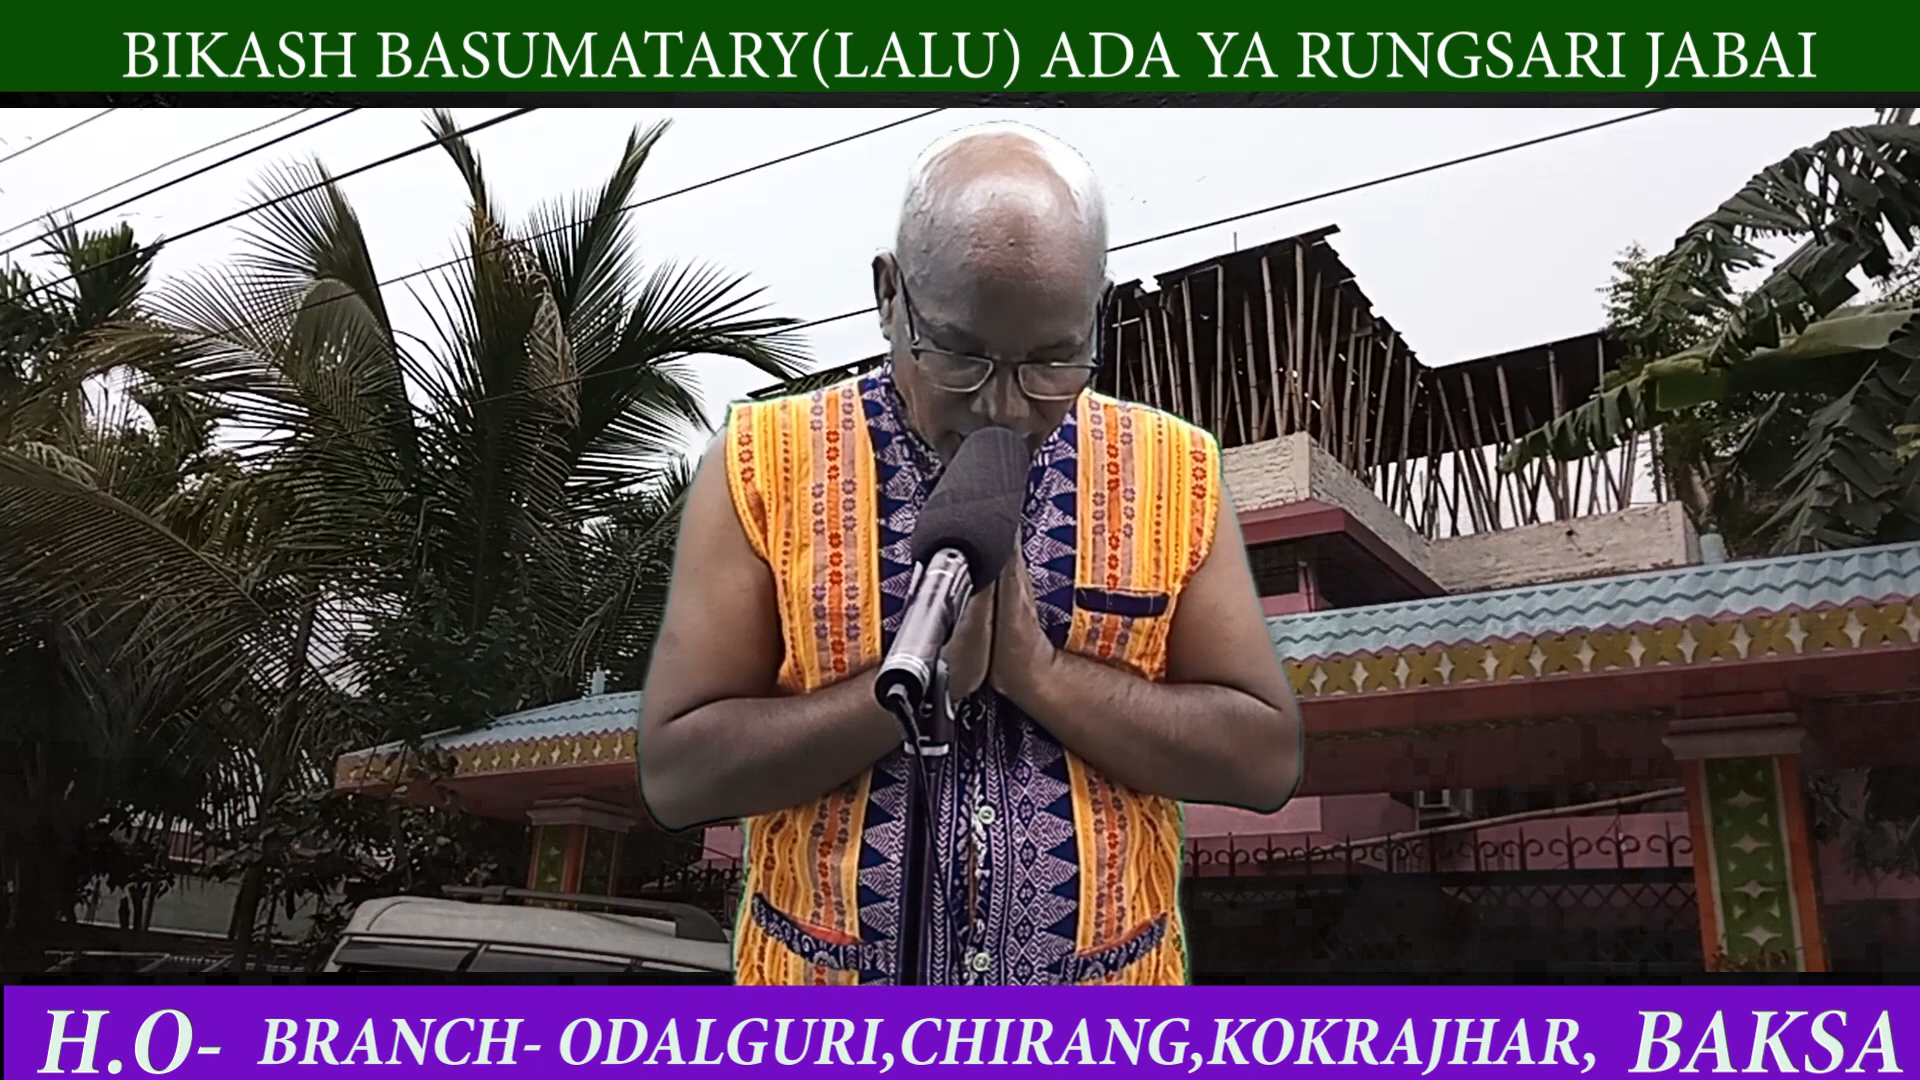 BIKASH BASUMATARY(LALU) ADA YA RUNGSARI JABAI
H.O- BRANCH- ODALGURI,CHIRANG,KOKRAJHAR, BAKSA